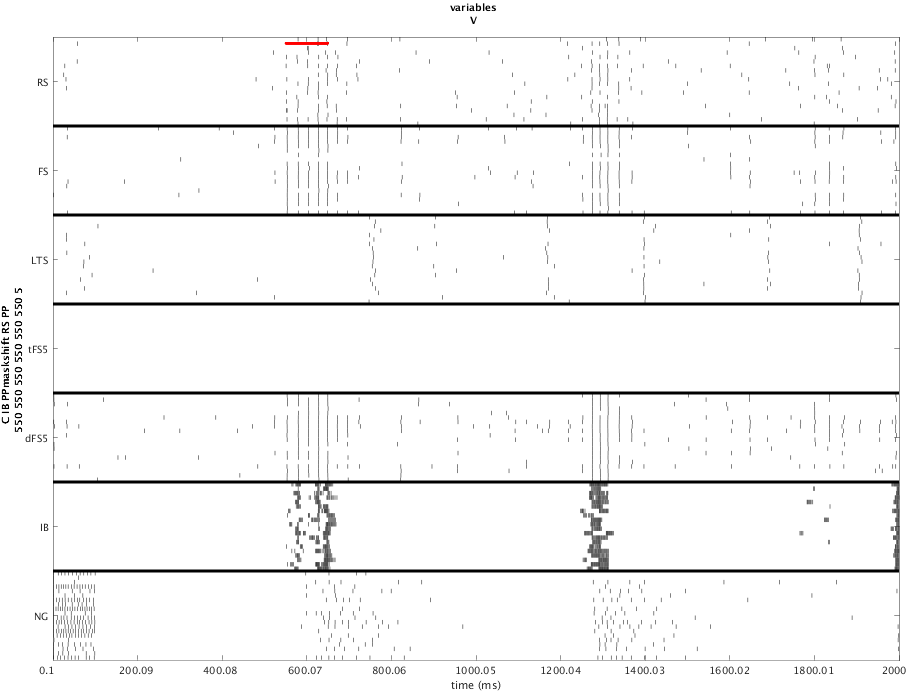 variables
V
C IB PPmaskshift RS PP
550 550 550 550 550 550 5
RS
FS
LTS
tFS5
dFS5
IB
NG
0.1 200.09 400.08 600.07 800.06 1000.05 1200.04 1400.03 1600.02 1800.01 2000
time (ms)